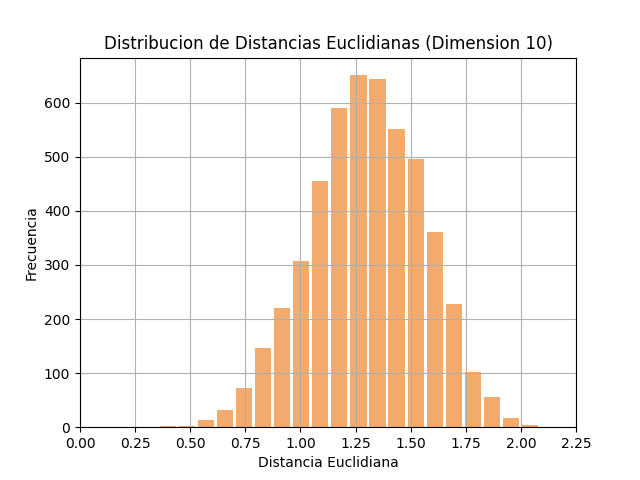 Distribucion de Distancias Euclidianas (Dimension 10)
600
500
400
300
200
100
0
Frecuencia
0.00 0.25 0.50 0.75 1.00 1.25 1.50 1.75 2.00 2.25
Distancia Euclidiana